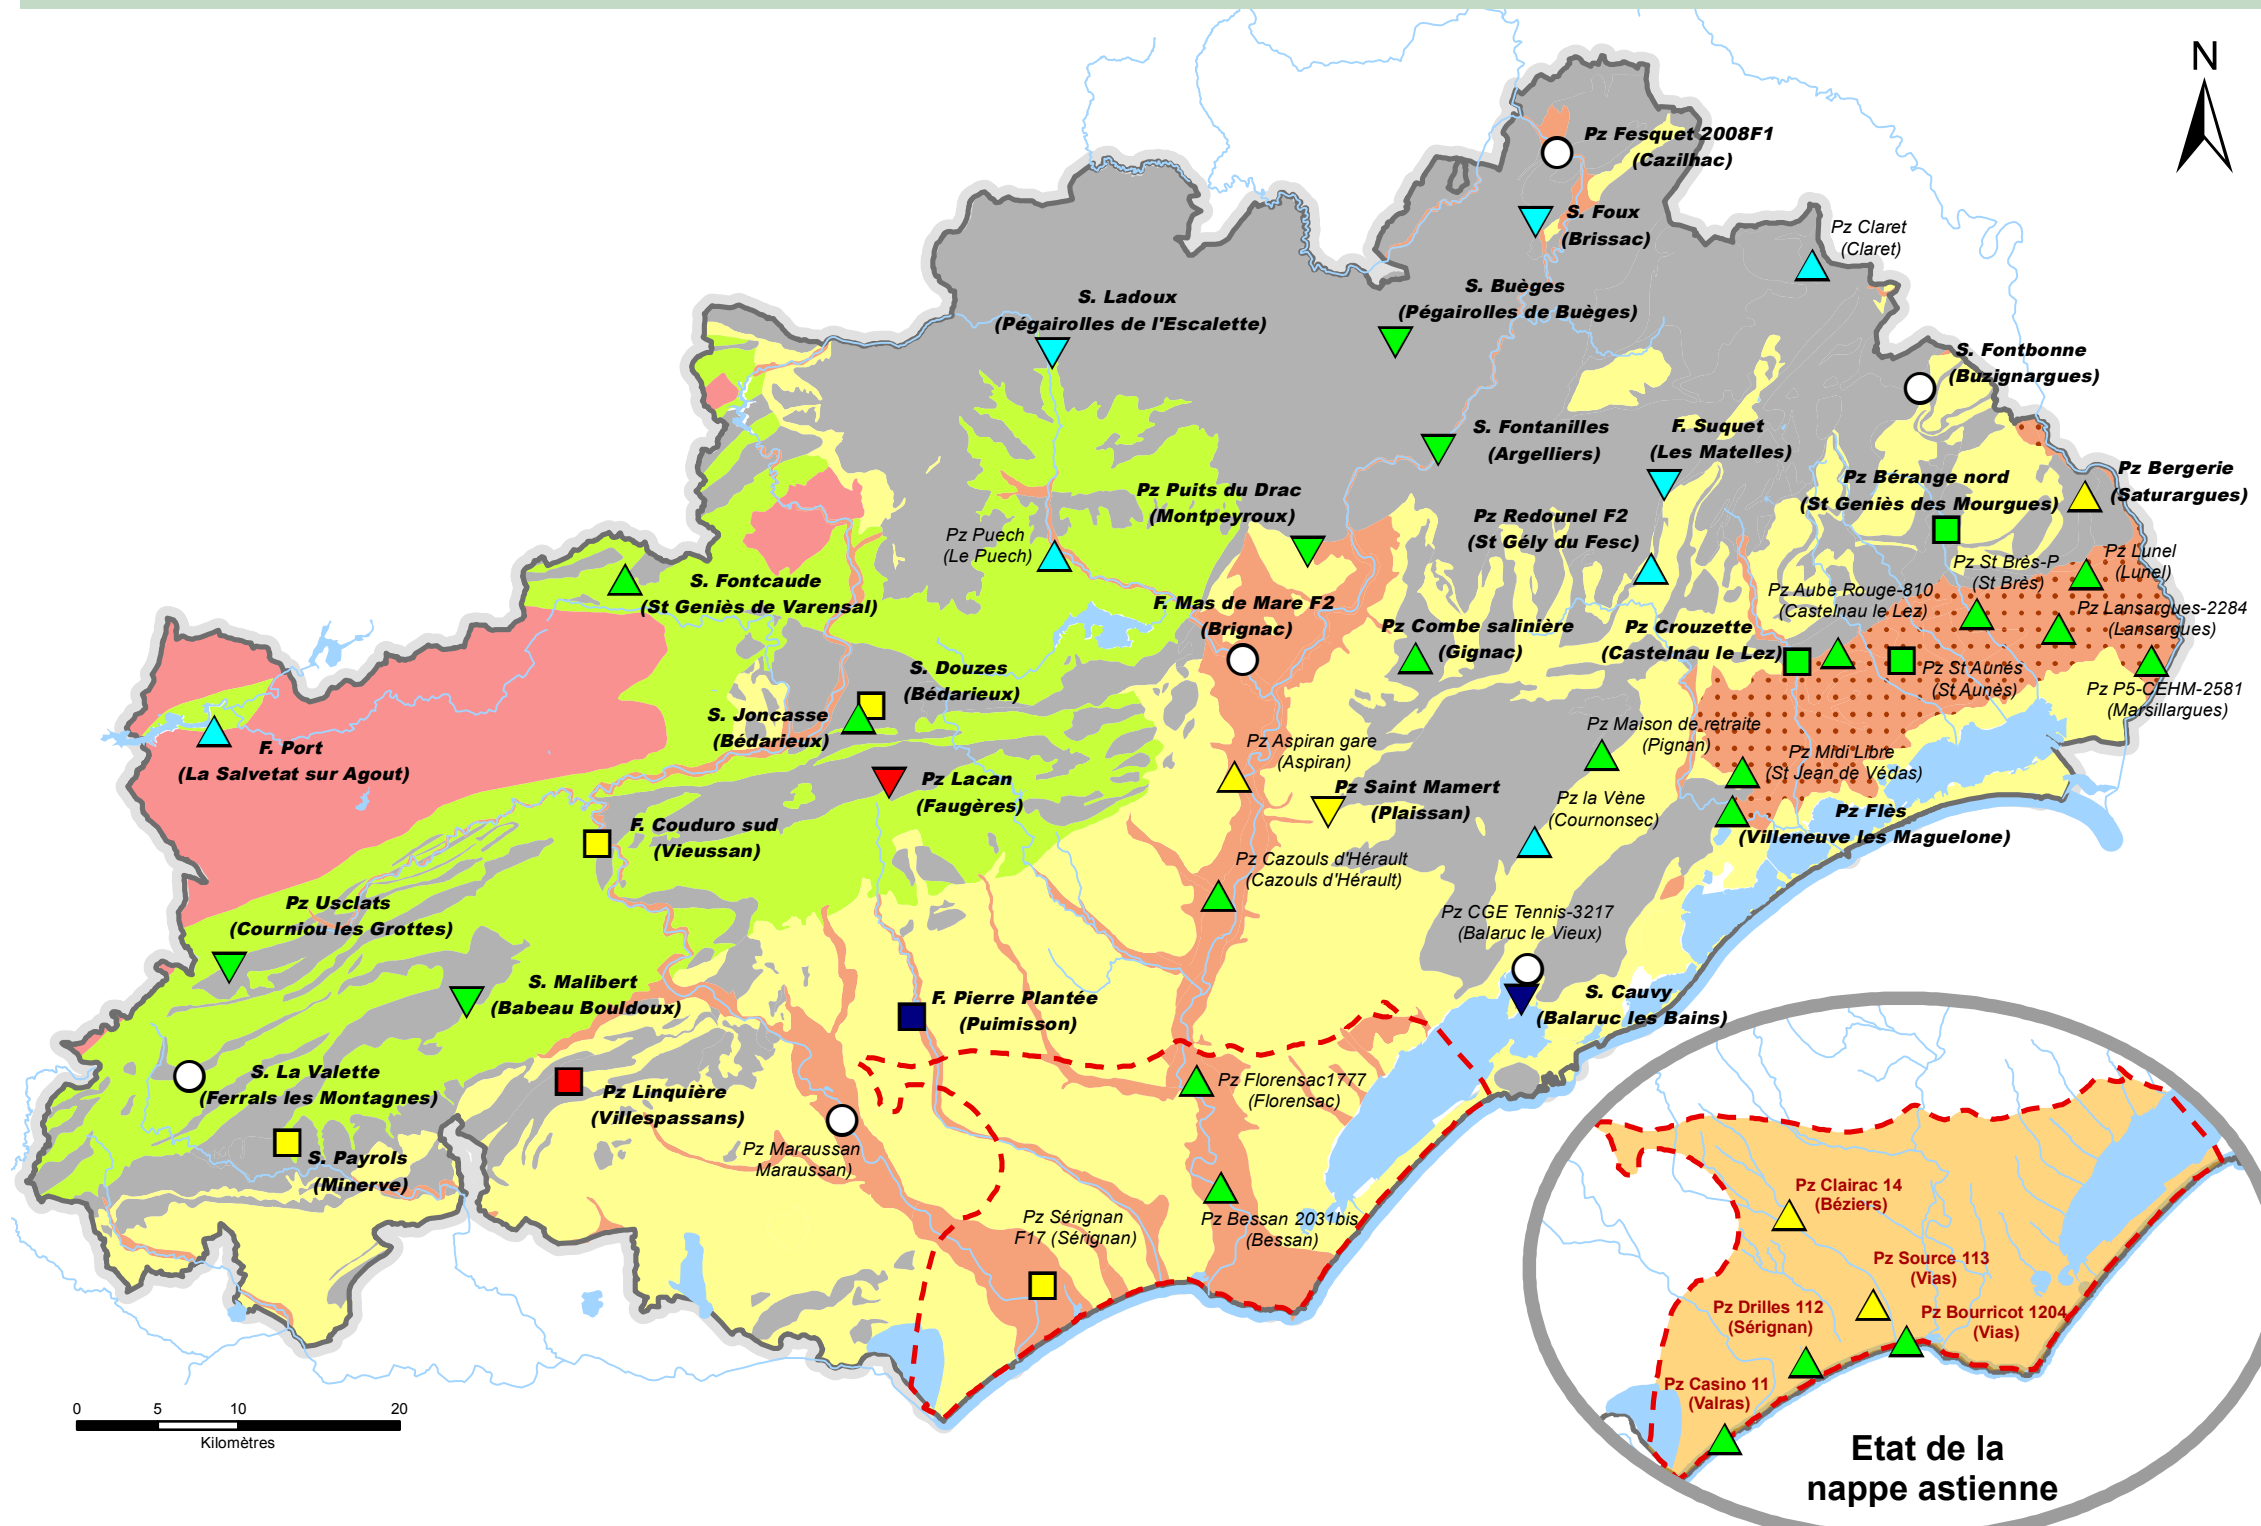 N
Pz Fesquet 2008F1
(Cazilhac)
S. Foux
(Brissac)
Pz Claret
(Claret)
S. Ladoux
(Pégairolles de l'Escalette)
S. Buèges
(Pégairolles de Buèges)
S. Fontbonne
(Buzignargues)
S. Fontanilles
(Argelliers)
F. Suquet
(Les Matelles)
Pz Bérange nord
(St Geniès des Mourgues)
Pz Bergerie
(Saturargues)
Pz Puits du Drac
(Montpeyroux)
Pz Redounel F2
(St Gély du Fesc)
Pz Puech
(Le Puech)
Pz St Brès-P
(St Brès)
Pz Lunel
(Lunel)
S. Fontcaude
(St Geniès de Varensal)
Pz Aube Rouge-810
(Castelnau le Lez)
Pz Lansargues-2284
(Lansargues)
F. Mas de Mare F2
(Brignac)
Pz Combe salinière
(Gignac)
Pz Crouzette
(Castelnau le Lez)
Pz St Aunés
(St Aunès)
Pz P5-CEHM-2581
(Marsillargues)
S. Douzes
(Bédarieux)
S. Joncasse
(Bédarieux)
Pz Maison de retraite
(Pignan)
F. Port
(La Salvetat sur Agout)
Pz Aspiran gare
(Aspiran)
Pz Midi Libre
(St Jean de Védas)
Pz Lacan
(Faugères)
Pz Saint Mamert
(Plaissan)
Pz la Vène
(Cournonsec)
Pz Flès
(Villeneuve les Maguelone)
F. Couduro sud
(Vieussan)
Pz Cazouls d'Hérault
(Cazouls d'Hérault)
Pz Usclats
(Courniou les Grottes)
Pz CGE Tennis-3217
(Balaruc le Vieux)
S. Malibert
(Babeau Bouldoux)
F. Pierre Plantée
(Puimisson)
S. Cauvy
(Balaruc les Bains)
S. La Valette
(Ferrals les Montagnes)
Pz Linquière
(Villespassans)
Pz Florensac1777
(Florensac)
S. Payrols
(Minerve)
Pz Maraussan
Maraussan)
Pz Sérignan
F17 (Sérignan)
Pz Bessan 2031bis
(Bessan)
Pz Clairac 14
(Béziers)
Pz Source 113
(Vias)
Pz Drilles 112
(Sérignan)
Pz Bourricot 1204
(Vias)
Pz Casino 11
(Valras)
0 5 10 20
Kilomètres
Etat de la
nappe astienne